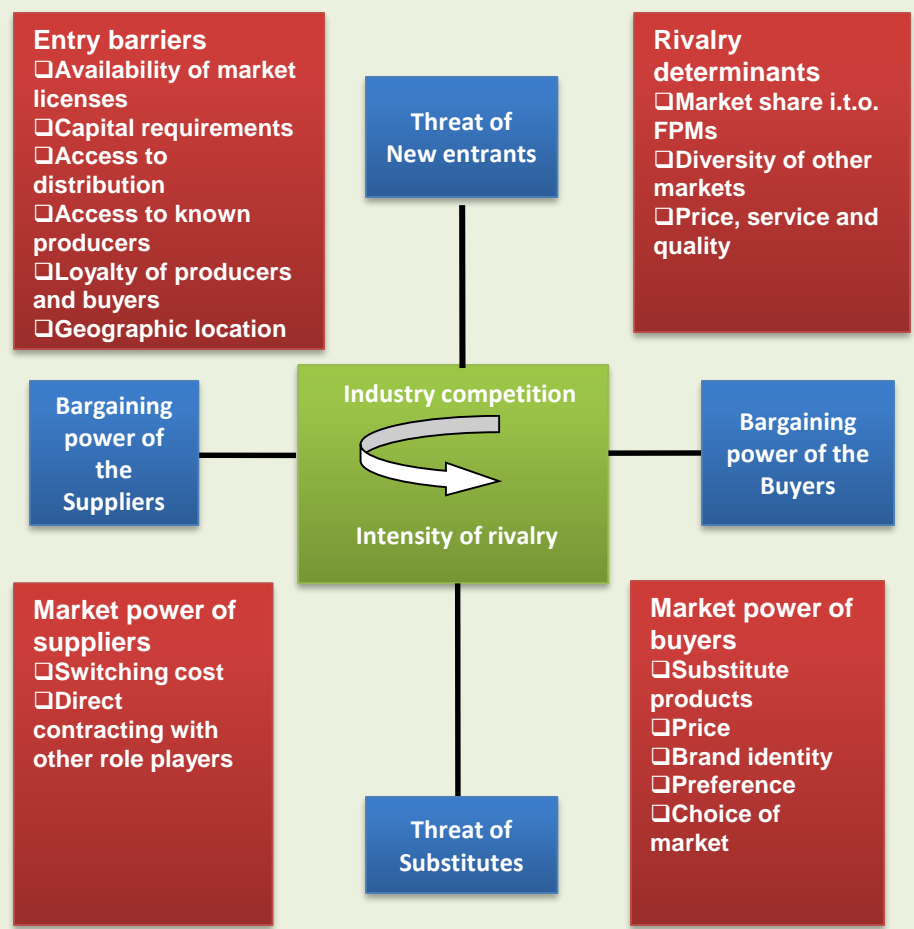 Entry barriers
❑Availability of market
licenses
❑Capital requirements
❑Access to
distribution
❑Access to known
producers
❑Loyalty of producers
and buyers
❑Geographic location
Threat of
New entrants
Rivalry
determinants
❑Market share i.t.o.
FPMs
❑Diversity of other
markets
❑Price, service and
quality
Bargaining
power of
the
Suppliers
Industry competition
Intensity of rivalry
Bargaining
power of the
Buyers
Market power of
suppliers
❑Switching cost
❑Direct
contracting with
other role players
Threat of
Substitutes
Market power of
buyers
❑Substitute
products
❑Price
❑Brand identity
❑Preference
❑Choice of
market